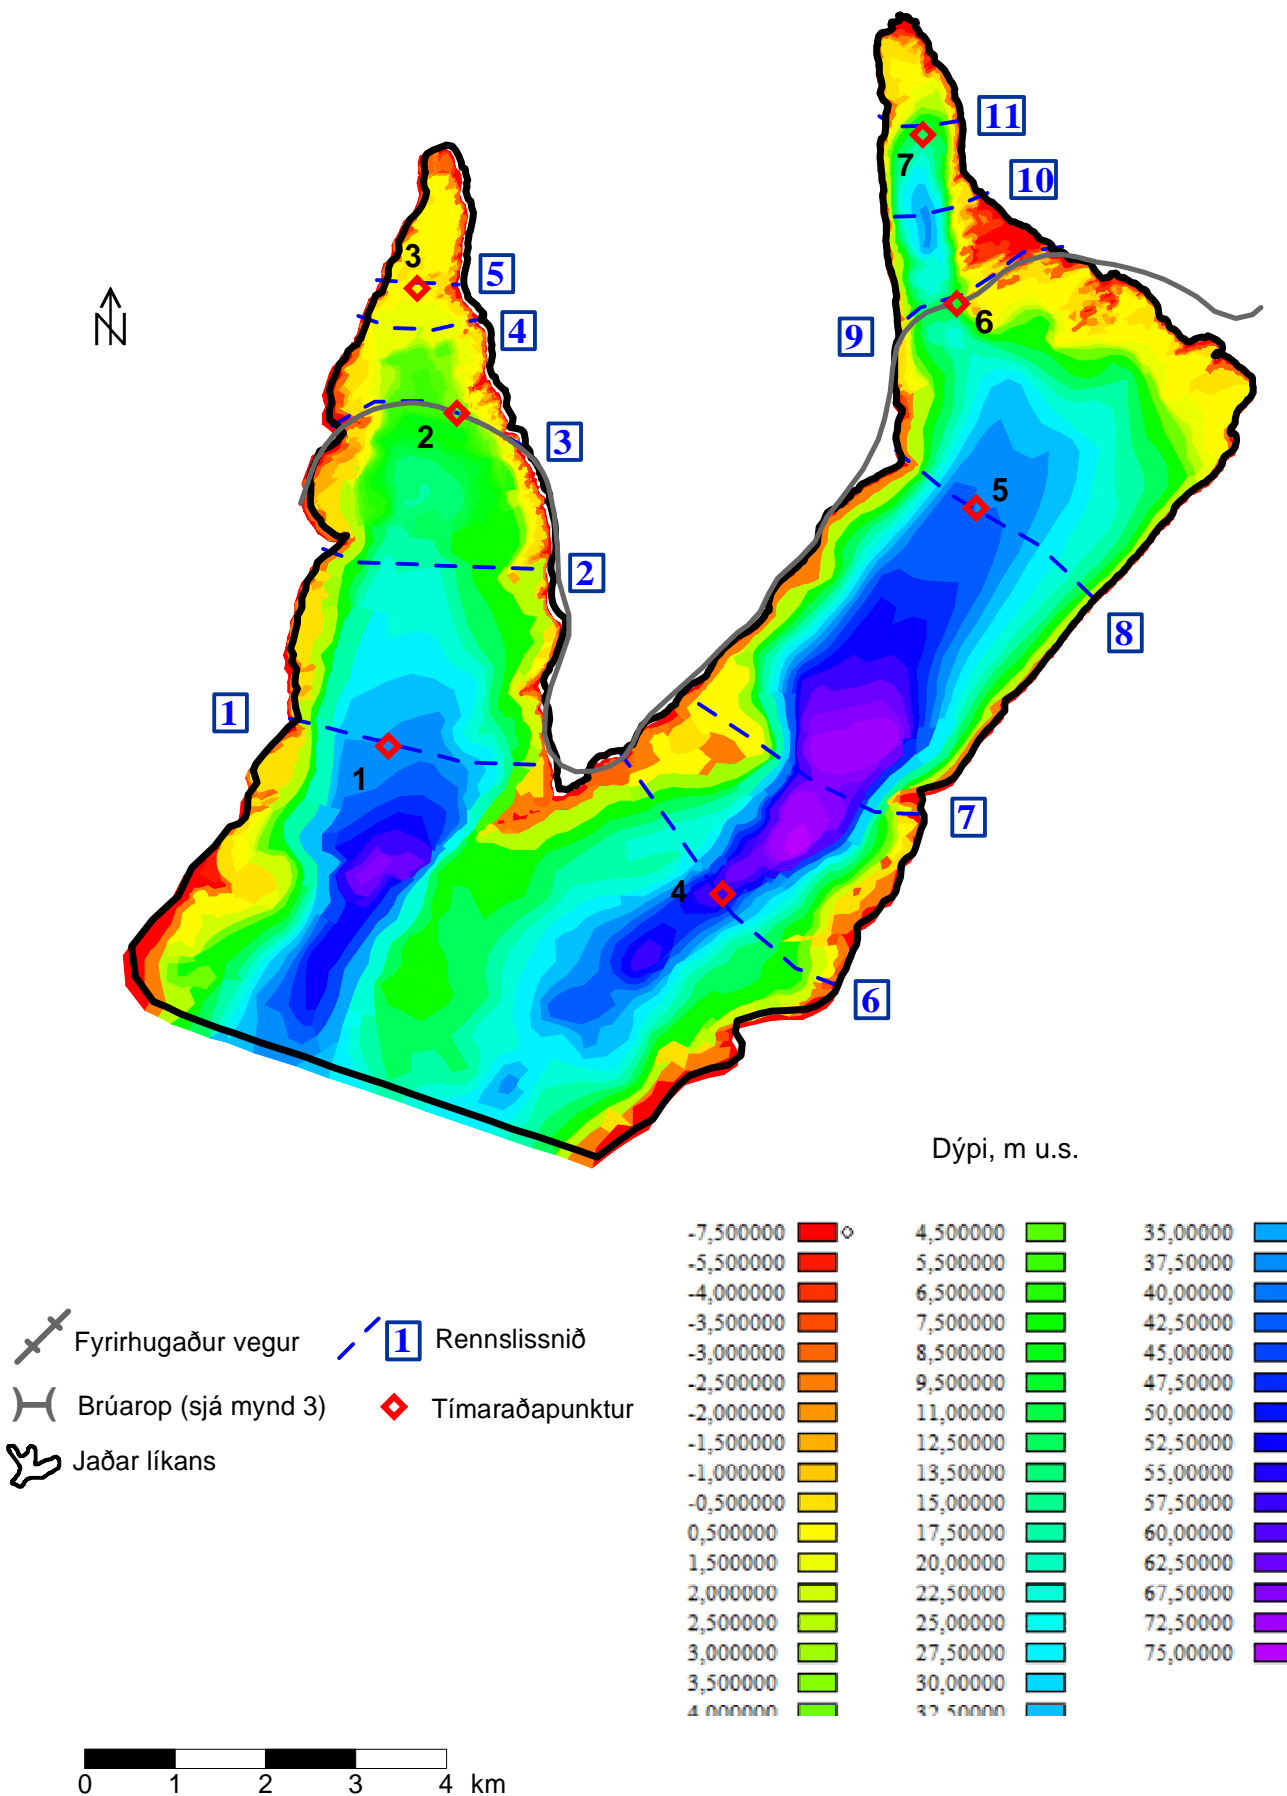 11
7
10
3
5
N
4
6
9
2
3
5
2
8
1
1
7
4
6
Dýpi, m u.s.
-7,500000 4,500000 35,00000
-5,500000 5,500000 37,50000
-4,000000 6,500000 40,00000
-3,500000 7,500000 42,50000
-3,000000 8,500000 45,00000
-2,500000 9,500000 47,50000
-2,000000 11,00000 50,00000
-1,500000 12,50000 52,50000
-1,000000 13,50000 55,00000
-0,500000 15,00000 57,50000
0,500000 17,50000 60,00000
1,500000 20,00000 62,50000
2,000000 22,50000 67,50000
2,500000 25,00000 72,50000
3,000000 27,50000 75,00000
3,500000 30,00000
4,000000 32,50000
Fyrirhugaður vegur
1 Rennslissnið
Brúarop (sjá mynd 3)
Tímaraðapunktur
Jaðar líkans
0 1 2 3 4 km